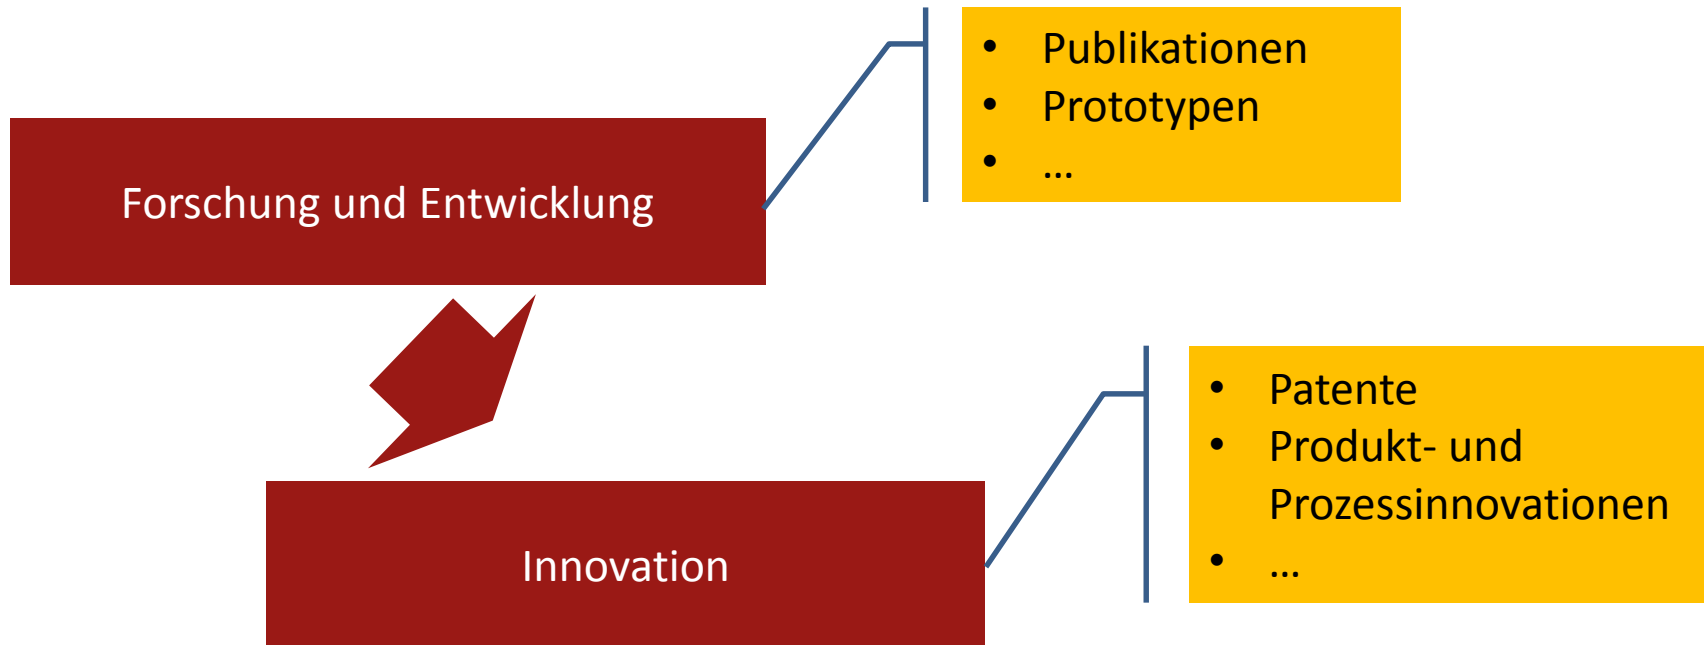 • Publikationen
• Prototypen
• ...
Forschung und Entwicklung
• Patente
• Produkt- und
Prozessinnovationen
• ...
Innovation